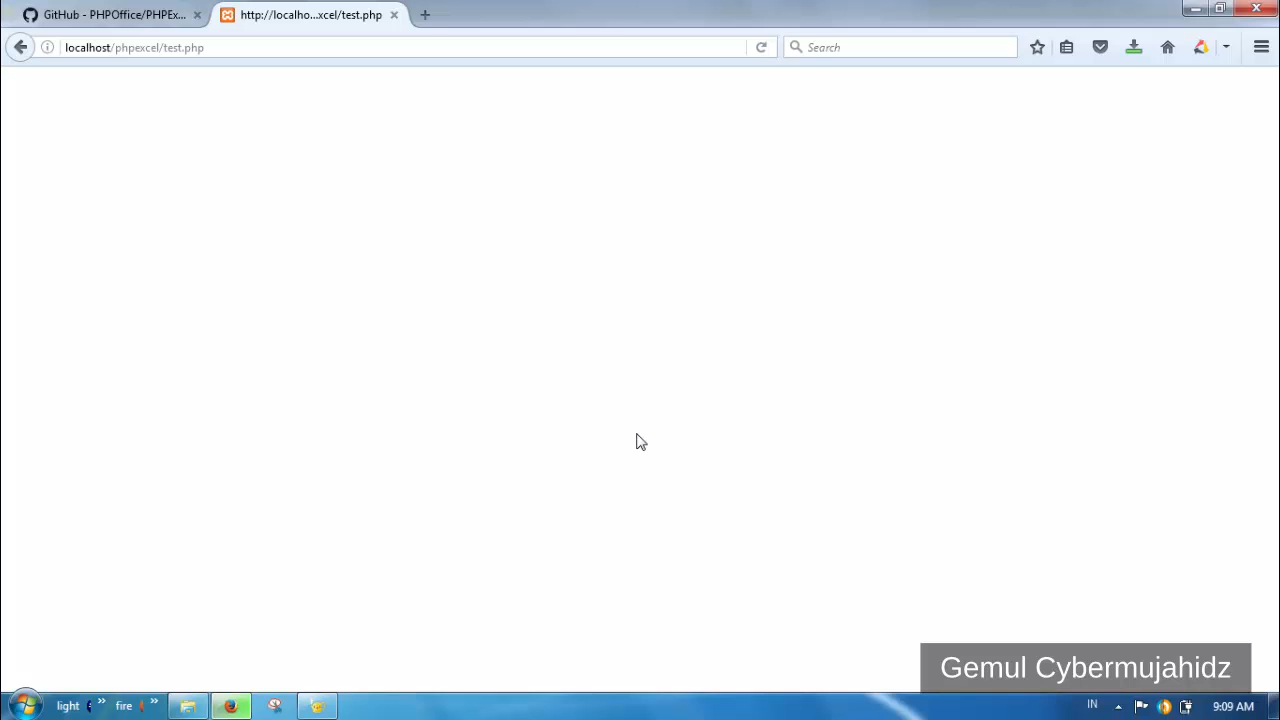 GitHub - PHPOffice/PHPEx...
http://localho...xcel/test.php
localhost/phpexcel/test.php
Search
Gemul Cybermujahidz
light
fire
IN
9:09 AM